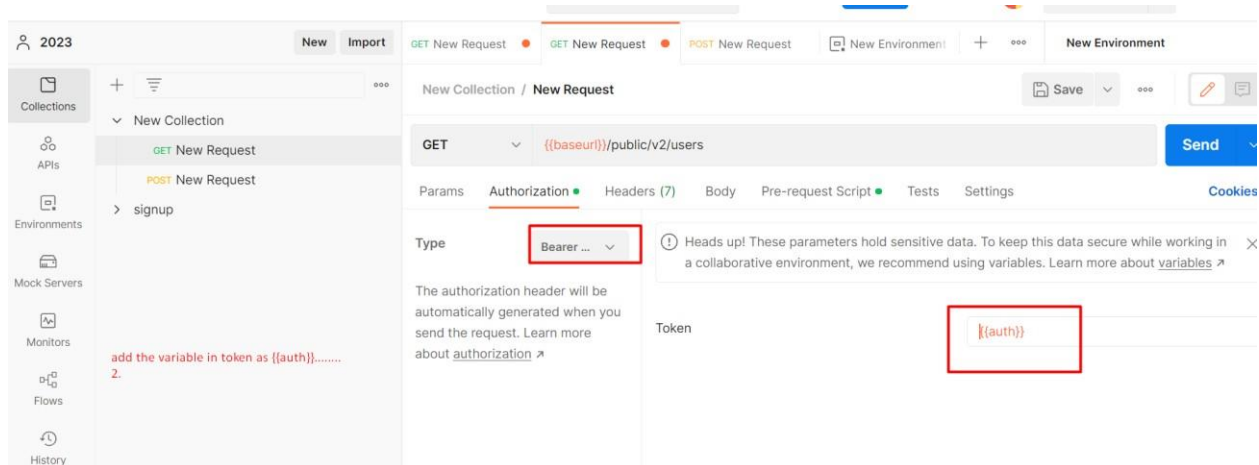 2023
New
Import
GET New Request
GET New Request
POST New Request
New Environment
New Environment
Collections
New Collection / New Request
Save
New Collection
GET New Request
GET
{{baseurl}}/public/v2/users
Send
APIs
POST New Request
Params
Authorization
Headers (7)
Body
Pre-request Script
Tests
Settings
Cookies
signup
Environments
Type
Bearer ...
Heads up! These parameters hold sensitive data. To keep this data secure while working in
a collaborative environment, we recommend using variables. Learn more about variables
Mock Servers
The authorization header will be
automatically generated when you
send the request. Learn more
about authorization
Token
{{auth}}
Monitors
add the variable in token as {{auth}}........
2.
Flows
History